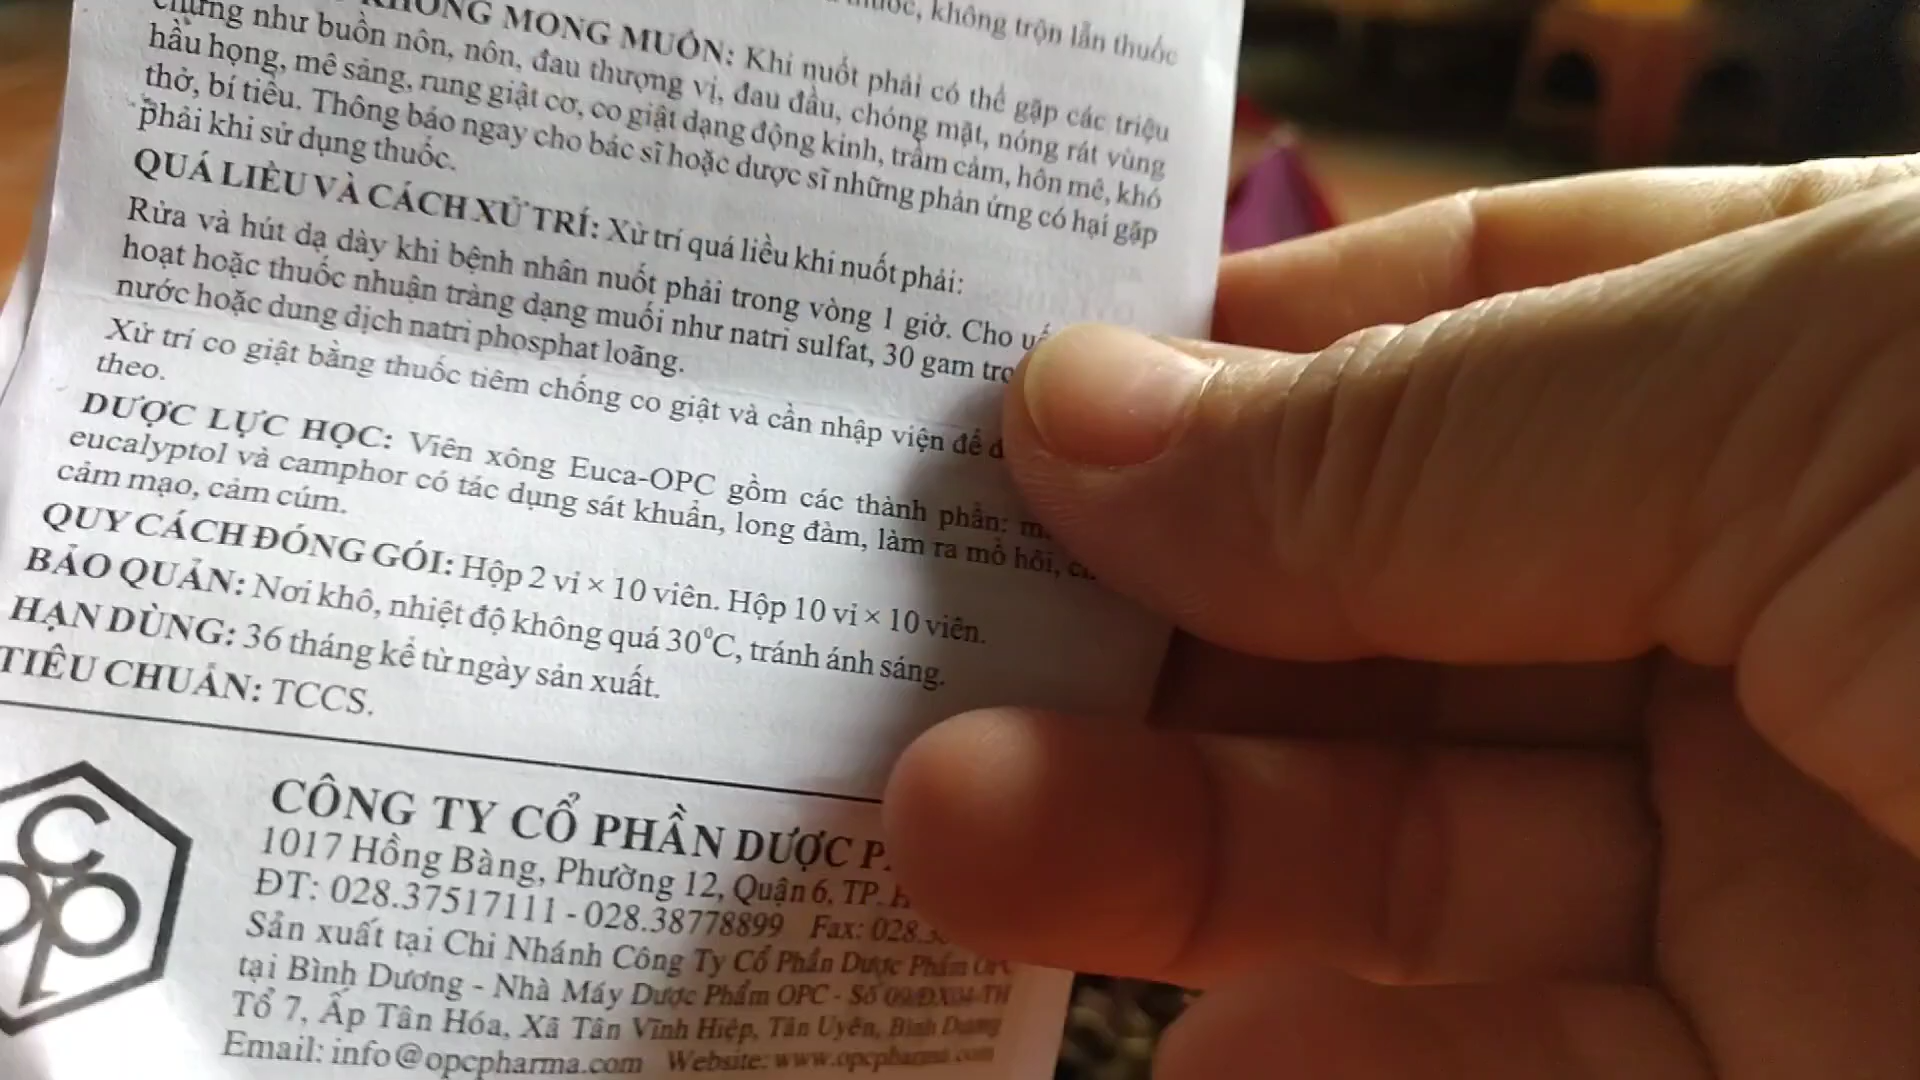 thuốc, không trộn lẫn thuốc
KHÔNG MONG MUỐN: Khi nuốt phải có thể gặp các triệu
chứng như buồn nôn, nôn, đau thượng vị, đau đầu, chóng mặt, nóng rát vùng
hầu họng, mê sảng, rung giật cơ, co giật dạng động kinh, trầm cảm, hôn mê, khó
thở, bí tiểu. Thông báo ngay cho bác sĩ hoặc dược sĩ những phản ứng có hại gặp
phải khi sử dụng thuốc.
QUÁ LIỀU VÀ CÁCH XỬ TRÍ: Xử trí quá liều khi nuốt phải:
Rửa và hút dạ dày khi bệnh nhân nuốt phải trong vòng 1 giờ. Cho
hoạt hoặc thuốc nhuận tràng dạng muối như natri sulfat, 30 gam
nước hoặc dung dịch natri phosphat loãng.
Xử trí co giật bằng thuốc tiêm chống co giật và cần nhập viện để
theo.
DƯỢC LỰC HỌC: Viên xông Euca-OPC gồm các thành phần:
eucalyptol và camphor có tác dụng sát khuẩn, long đàm, làm ra mồ hôi,
cảm mạo, cảm cúm.
QUY CÁCH ĐÓNG GÓI: Hộp 2 vỉ × 10 viên. Hộp 10 vỉ × 10 viên.
BẢO QUẢN: Nơi khô, nhiệt độ không quá 30⁰C, tránh ánh sáng.
HẠN DÙNG: 36 tháng kể từ ngày sản xuất.
TIÊU CHUẨN: TCCS.
OPC
CÔNG TY CỔ PHẦN DƯỢC
1017 Hồng Bàng, Phường 12, Quận 6, TP.
ĐT: 028.37517111 - 028.38778899 Fax: 028.
Sản xuất tại Chi Nhánh Công Ty Cổ Phần Dược Phẩm OPC
tại Bình Dương - Nhà Máy Dược Phẩm OPC - Số 09/ĐX04-TH
Tổ 7, Ấp Tân Hóa, Xã Tân Vĩnh Hiệp, Tân Uyên, Bình Dương
Email: info@opcpharma.com Website: www.opcpharma.com